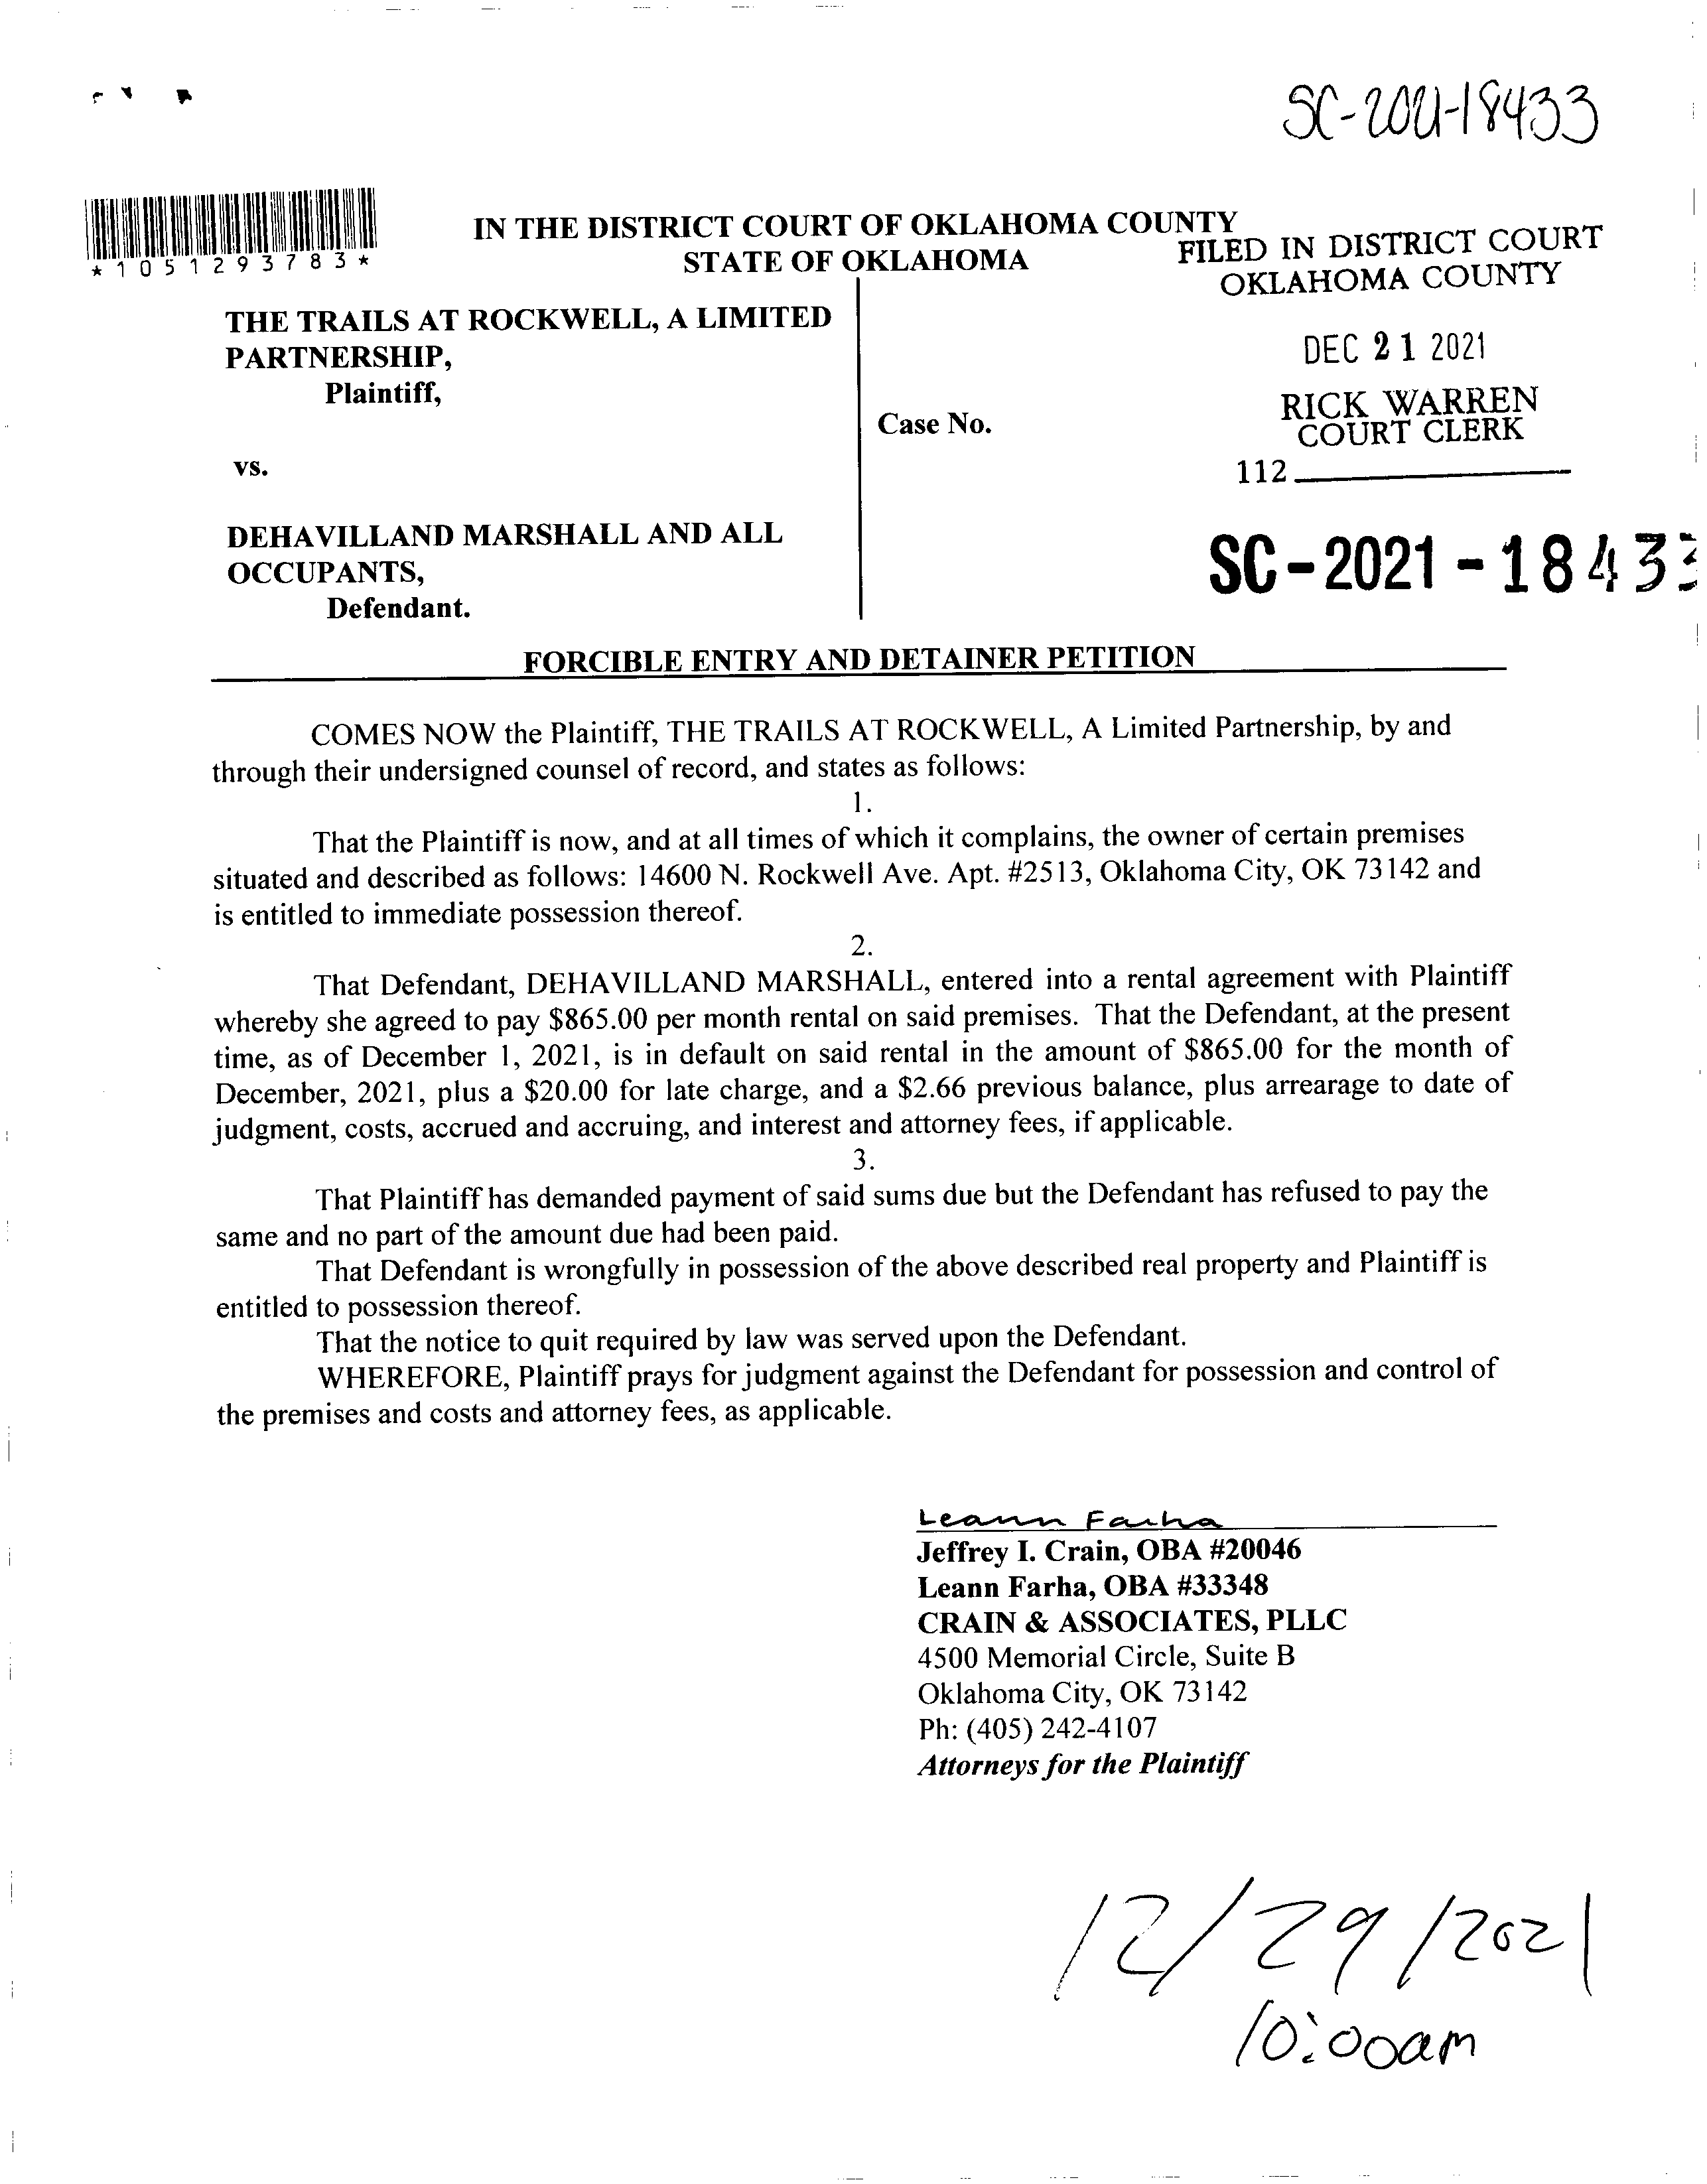 SC-2021-18433
*1051293783*
IN THE DISTRICT COURT OF OKLAHOMA COUNTY
STATE OF OKLAHOMA
FILED IN DISTRICT COURT
OKLAHOMA COUNTY
DEC 21 2021
RICK WARREN
COURT CLERK
112
THE TRAILS AT ROCKWELL, A LIMITED
PARTNERSHIP,
Plaintiff,
Case No.
vs.
DEHAVILLAND MARSHALL AND ALL
OCCUPANTS,
Defendant.
SC-2021-18433
FORCIBLE ENTRY AND DETAINER PETITION
COMES NOW the Plaintiff, THE TRAILS AT ROCKWELL, A Limited Partnership, by and
through their undersigned counsel of record, and states as follows:
1.
That the Plaintiff is now, and at all times of which it complains, the owner of certain premises
situated and described as follows: 14600 N. Rockwell Ave. Apt. #2513, Oklahoma City, OK 73142 and
is entitled to immediate possession thereof.
2.
That Defendant, DEHAVILLAND MARSHALL, entered into a rental agreement with Plaintiff
whereby she agreed to pay $865.00 per month rental on said premises. That the Defendant, at the present
time, as of December 1, 2021, is in default on said rental in the amount of $865.00 for the month of
December, 2021, plus a $20.00 for late charge, and a $2.66 previous balance, plus arrearage to date of
judgment, costs, accrued and accruing, and interest and attorney fees, if applicable.
3.
That Plaintiff has demanded payment of said sums due but the Defendant has refused to pay the
same and no part of the amount due had been paid.
That Defendant is wrongfully in possession of the above described real property and Plaintiff is
entitled to possession thereof.
That the notice to quit required by law was served upon the Defendant.
WHEREFORE, Plaintiff prays for judgment against the Defendant for possession and control of
the premises and costs and attorney fees, as applicable.
Leann Farha
Jeffrey I. Crain, OBA #20046
Leann Farha, OBA #33348
CRAIN & ASSOCIATES, PLLC
4500 Memorial Circle, Suite B
Oklahoma City, OK 73142
Ph: (405) 242-4107
Attorneys for the Plaintiff
12/29/2021
10:00am